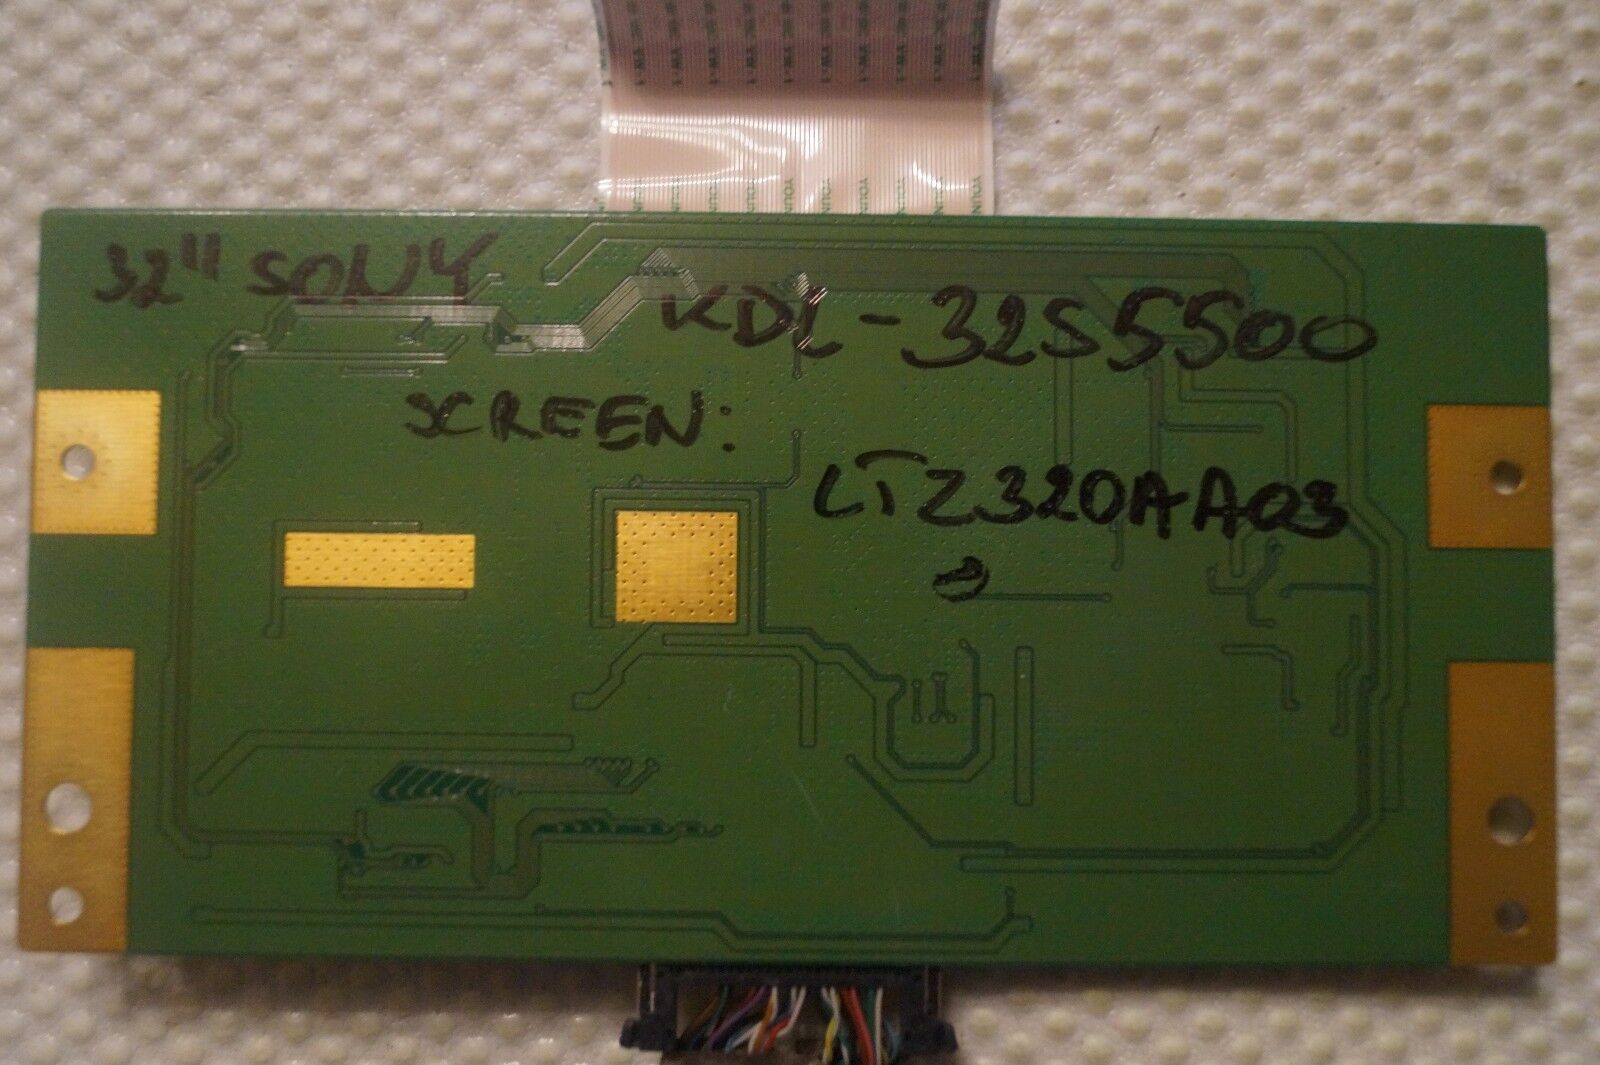 32" SONY
KDL-32S5500
SCREEN:
LTZ320AA03